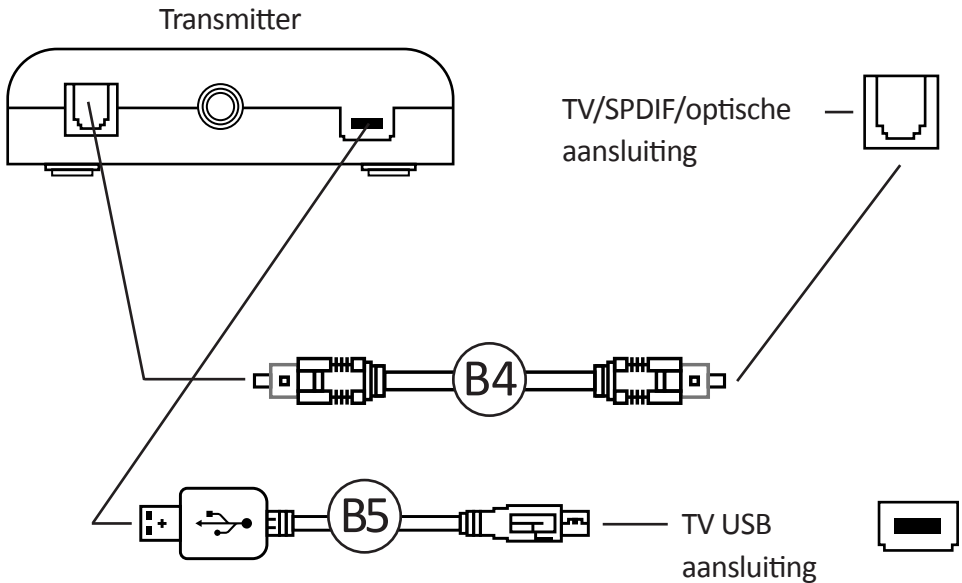 Transmitter
TV/SPDIF/optische
aansluiting
B4
B5
TV USB
aansluiting